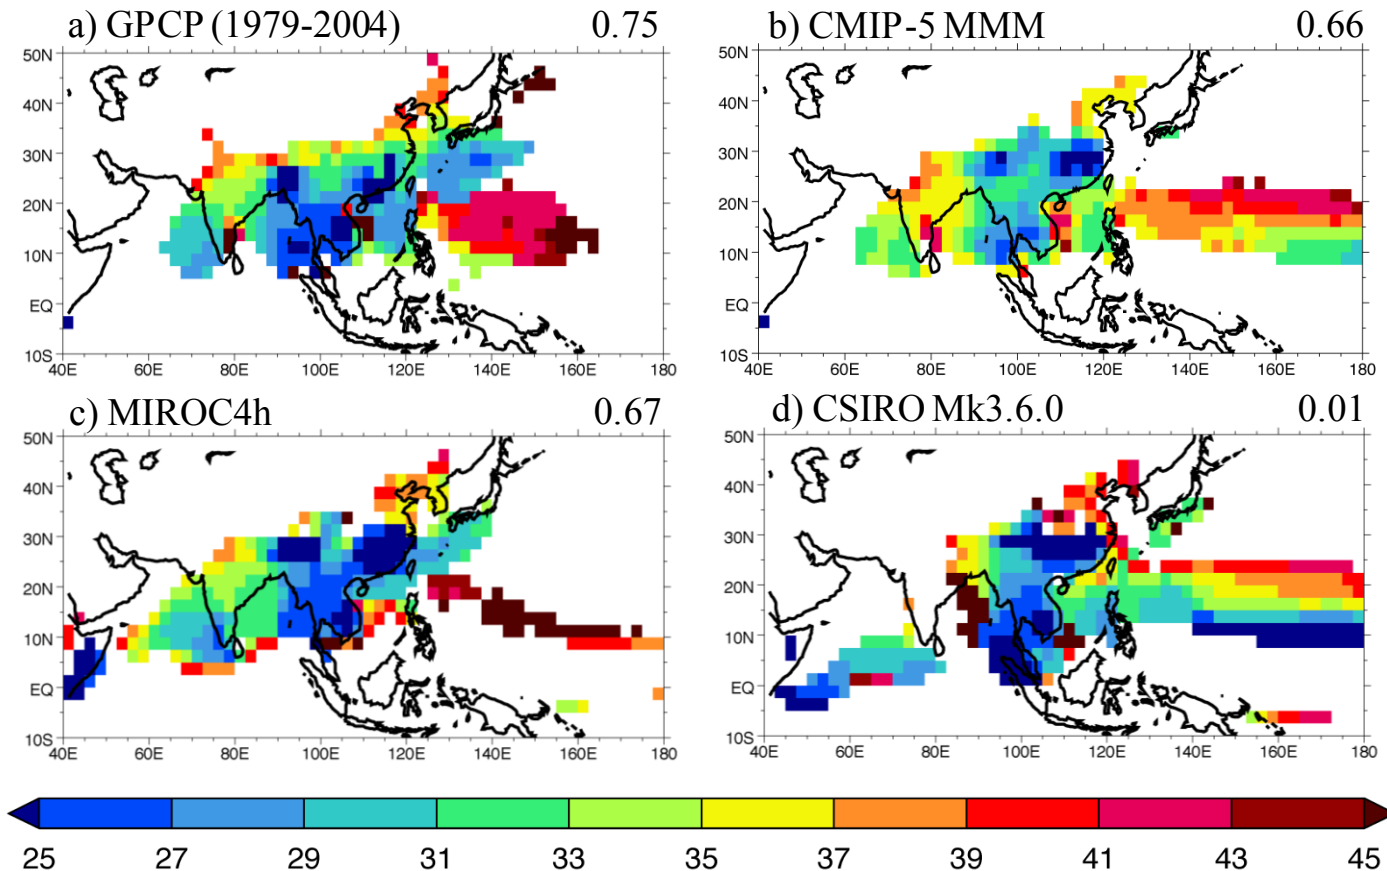 a) GPCP (1979-2004) 0.75
b) CMIP-5 MMM 0.66
50N
40N
30N
20N
10N
EQ
10S
40E 60E 80E 100E 120E 140E 160E 180
50N
40N
30N
20N
10N
EQ
10S
40E 60E 80E 100E 120E 140E 160E 180
c) MIROC4h 0.67
d) CSIRO Mk3.6.0 0.01
50N
40N
30N
20N
10N
EQ
10S
40E 60E 80E 100E 120E 140E 160E 180
50N
40N
30N
20N
10N
EQ
10S
40E 60E 80E 100E 120E 140E 160E 180
25 27 29 31 33 35 37 39 41 43 45